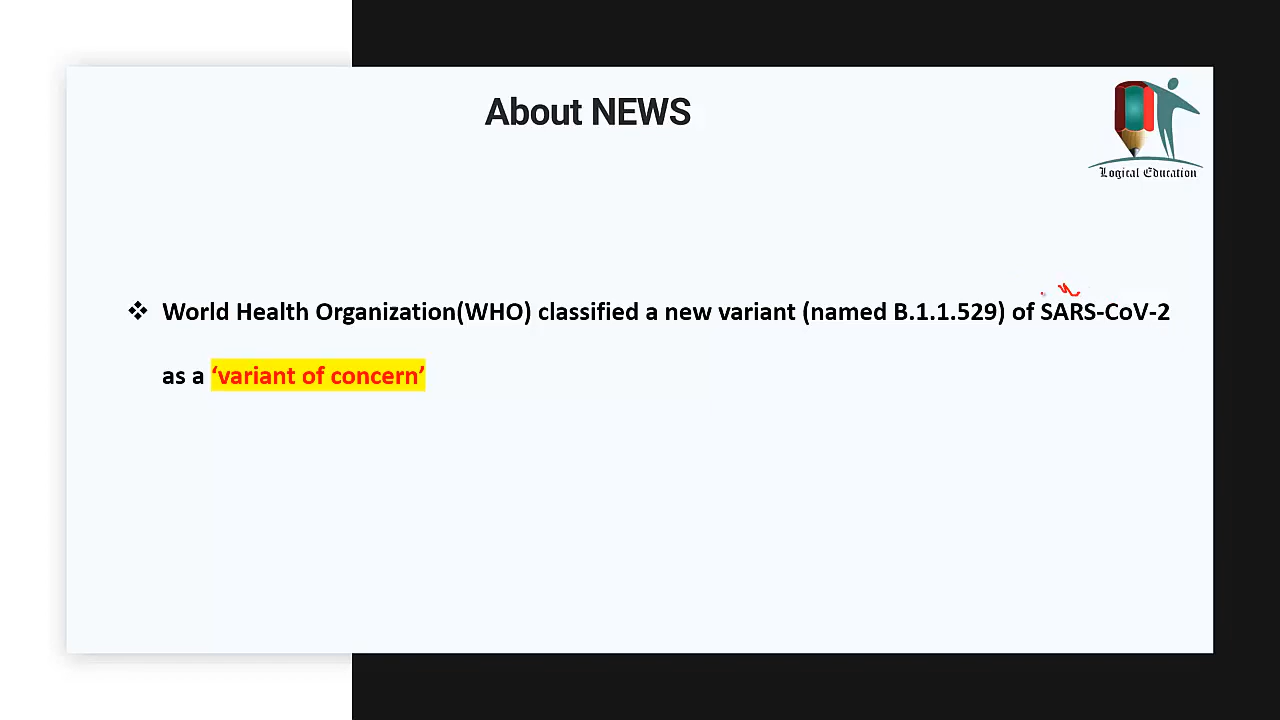 About NEWS
Logical Education
❖ World Health Organization(WHO) classified a new variant (named B.1.1.529) of SARS-CoV-2
as a ‘variant of concern’